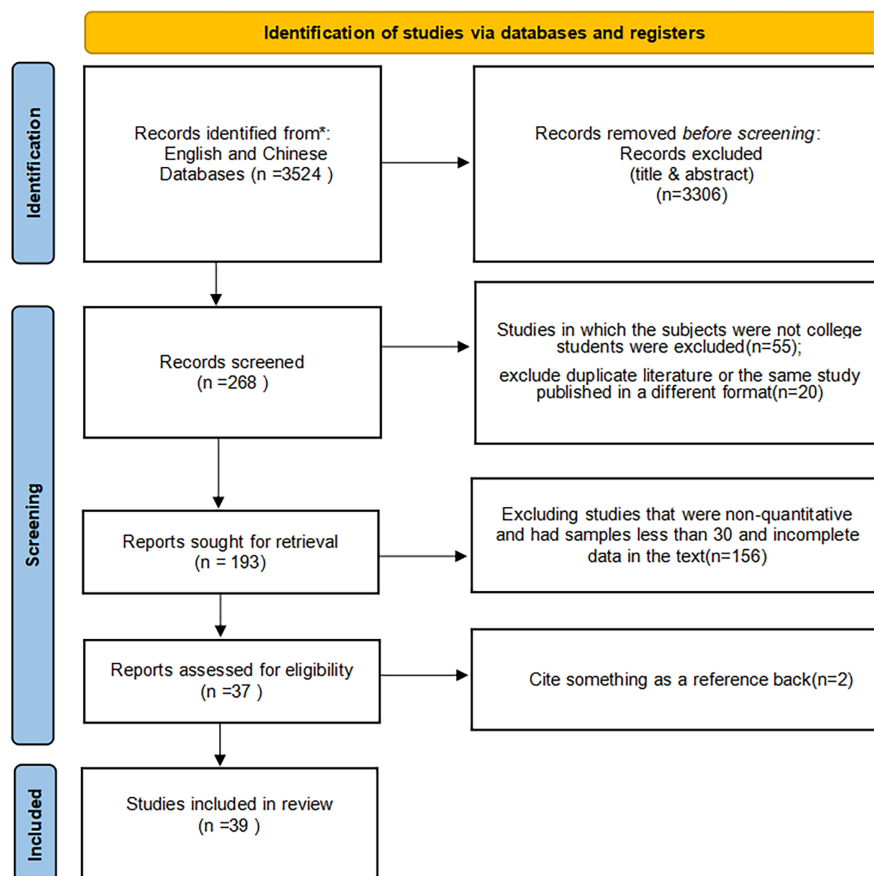 Identification of studies via databases and registers
Identification
Records identified from*:
English and Chinese
Databases (n =3524 )
Records removed before screening:
Records excluded
(title & abstract)
(n=3306)
Screening
Records screened
(n =268 )
Studies in which the subjects were not college
students were excluded(n=55);
exclude duplicate literature or the same study
published in a different format(n=20)
Reports sought for retrieval
(n = 193)
Excluding studies that were non-quantitative
and had samples less than 30 and incomplete
data in the text(n=156)
Reports assessed for eligibility
(n =37 )
Cite something as a reference back(n=2)
Included
Studies included in review
(n =39 )